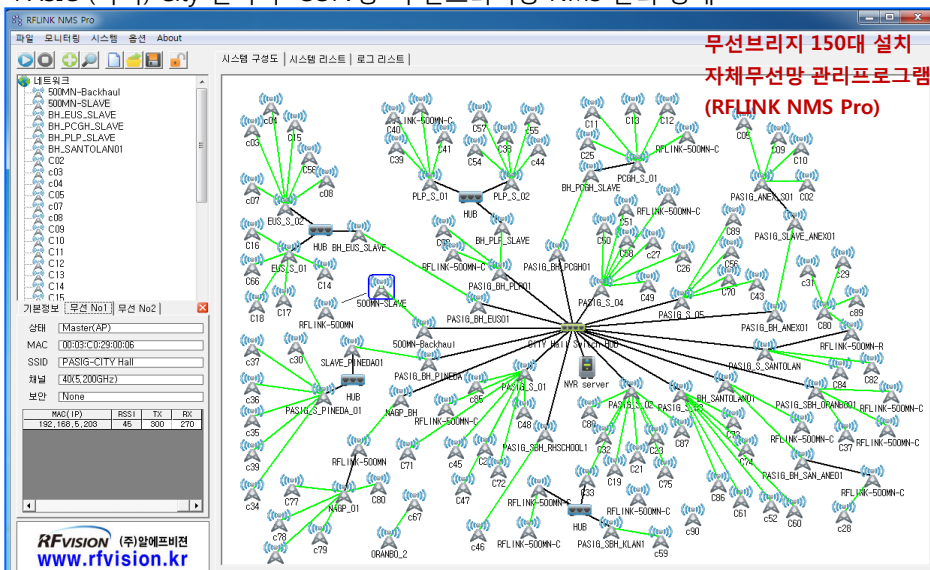 RFLINK NMS Pro
파일 모니터링 시스템 옵션 About
무선브리지 150대 설치
자체무선망 관리프로그램
(RFLINK NMS Pro)
시스템 구성도 시스템 리스트 로그 리스트
네트워크
500MN-Backhaul
500MN-SLAVE
BH_EUS_SLAVE
BH_PCGH_SLAVE
BH_PLP_SLAVE
BH_SANTOLAN01
C02
c03
c04
C05
c07
c08
C09
C10
C11
C12
C13
C14
C15
기본정보 무선 No1 무선 No2
상태 Master(AP)
MAC 00:03:C0:29:00:06
SSID PASIG-CITY Hall
채널 40(5,200GHz)
보안 None
MAC(IP) RSSI TX RX
192,168,5,203 45 300 270
RFVISION (주)알에프비젼
www.rfvision.kr
c04 C40 RFLINK-500MN-C C57 c55 C11 C13 C12 C09 C10
c03 C15 C39 C41 C54 C38 c44 C25 RFLINK-500MN-C
C56 c07 c08 PLP_S_01 PLP_S_02 BH_PCGH_SLAVE PCGH_S_01 PASIG_ANEX_S01 C02
EUS_S_02 HUB C51 RFLINK-500MN-C C89 PASIG_SLAVE_ANEX01
C16 HUB BH_EUS_SLAVE BH_PLP_SLAVE C50 C58 c27 C56 c31 c29
EUS_S_01 RFLINK-500MN-C PASIG_BH_PCGH01 C26
C66 C14 PASIG_BH_PLP01 C49 C70 C43 c89
C18 C17 500MN-SLAVE PASIG_S_04 PASIG_S_05 C80
RFLINK-500MN PASIG_BH_EUS01 PASIG_BH_ANEX01
500MN-Backhaul CITY Hall Switch HUB RFLINK-500MN-R
c37 c30 SLAVE_PINEDA01 PASIG_S_SANTOLAN
c36 HUB PASIG_BH_PINEDA NVR server C84 C82
PASIG_S_PINEDA_01 NAGP_BH C85 PASIG_S_01 BH_SANTOLAN01 PASIG_SBH_ORANBO01
c35 RFLINK-500MN-C C48 PASIG_S_02 PASIG_S_03 RFLINK-500MN-C
PASIG_SBH_RHSCHOOL1 C32 C23 C87 C37 RFLINK-500MN-C
c39 RFLINK-500MN C71 c45 C72 C19 C21 C75 C74 PASIG_BH_SAN_ANE01
c34 C77 C80 NAGP_01 C47 RFLINK-500MN-C C33 C86 RFLINK-500MN-C
c67 C61 c52 C60 c28
c78 c79 ORANBO_2 c46 RFLINK-500MN-C HUB PASIG_SBH_KLAN1 c59 c90